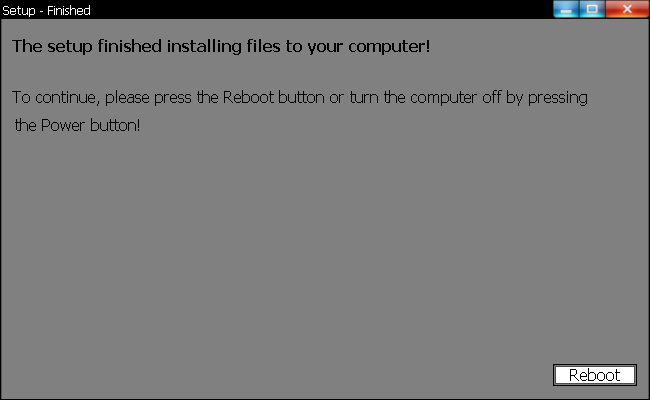 Setup - Finished
The setup finished installing files to your computer!
To continue, please press the Reboot button or turn the computer off by pressing
the Power button!
Reboot